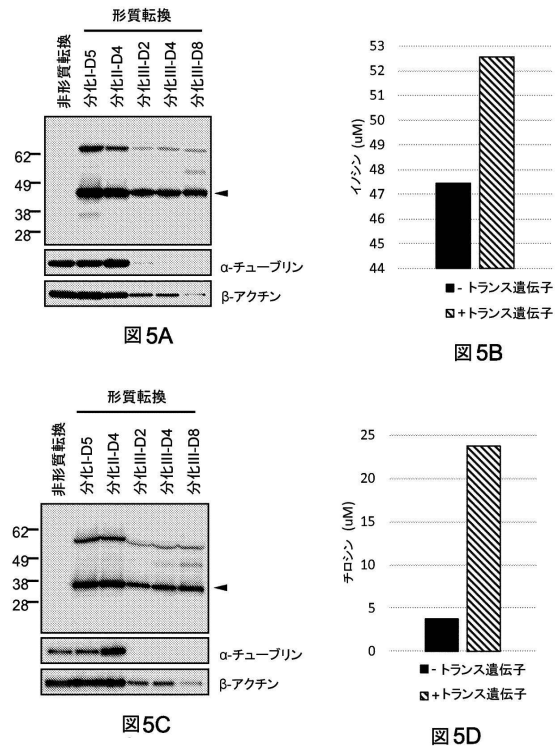 形質転換
非形質転換
分化I-D5
分化II-D4
分化III-D2
分化III-D4
分化III-D8
62
49
38
28
α-チューブリン
β-アクチン
図5A
イノシン (uM)
53
52
51
50
49
48
47
46
45
44
- トランス遺伝子
+トランス遺伝子
図5B
形質転換
非形質転換
分化I-D5
分化II-D4
分化III-D2
分化III-D4
分化III-D8
62
49
38
28
α-チューブリン
β-アクチン
図5C
チロシン (uM)
25
20
15
10
5
0
- トランス遺伝子
+トランス遺伝子
図5D